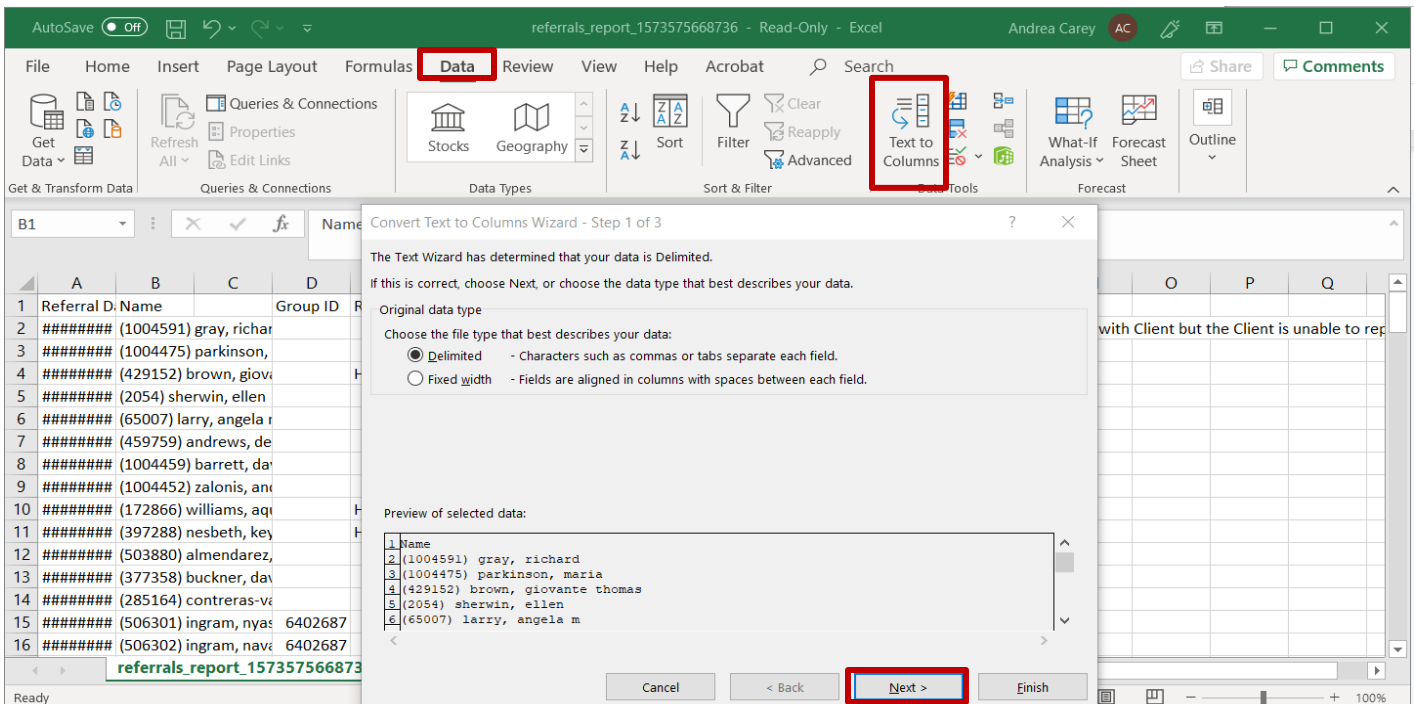 AutoSave Off referrals_report_1573575668736 - Read-Only - Excel Andrea Carey AC
File Home Insert Page Layout Formulas Data Review View Help Acrobat Search Share Comments
Get Data
Refresh All
Queries & Connections
Properties
Edit Links
Stocks
Geography
Sort
Filter
Clear
Reapply
Advanced
Text to Columns
What-If Analysis
Forecast Sheet
Outline
Get & Transform Data Queries & Connections Data Types Sort & Filter Data Tools Forecast
B1 fx Name
Convert Text to Columns Wizard - Step 1 of 3 ?
The Text Wizard has determined that your data is Delimited.
If this is correct, choose Next, or choose the data type that best describes your data.
Original data type
Choose the file type that best describes your data:
Delimited - Characters such as commas or tabs separate each field.
Fixed width - Fields are aligned in columns with spaces between each field.
Preview of selected data:
1 Name
2 (1004591) gray, richard
3 (1004475) parkinson, maria
4 (429152) brown, giovante thomas
5 (2054) sherwin, ellen
6 (65007) larry, angela m
Cancel < Back Next > Finish
A B C D O P Q
1 Referral Da Name Group ID R
2 ######## (1004591) gray, richar with Client but the Client is unable to rep
3 ######## (1004475) parkinson,
4 ######## (429152) brown, giova H
5 ######## (2054) sherwin, ellen
6 ######## (65007) larry, angela m
7 ######## (459759) andrews, de
8 ######## (1004459) barrett, dav
9 ######## (1004452) zalonis, and
10 ######## (172866) williams, aqu H
11 ######## (397288) nesbeth, key H
12 ######## (503880) almendarez,
13 ######## (377358) buckner, dav
14 ######## (285164) contreras-va
15 ######## (506301) ingram, nyas 6402687
16 ######## (506302) ingram, nava 6402687
referrals_report_157357566873
Ready 100%